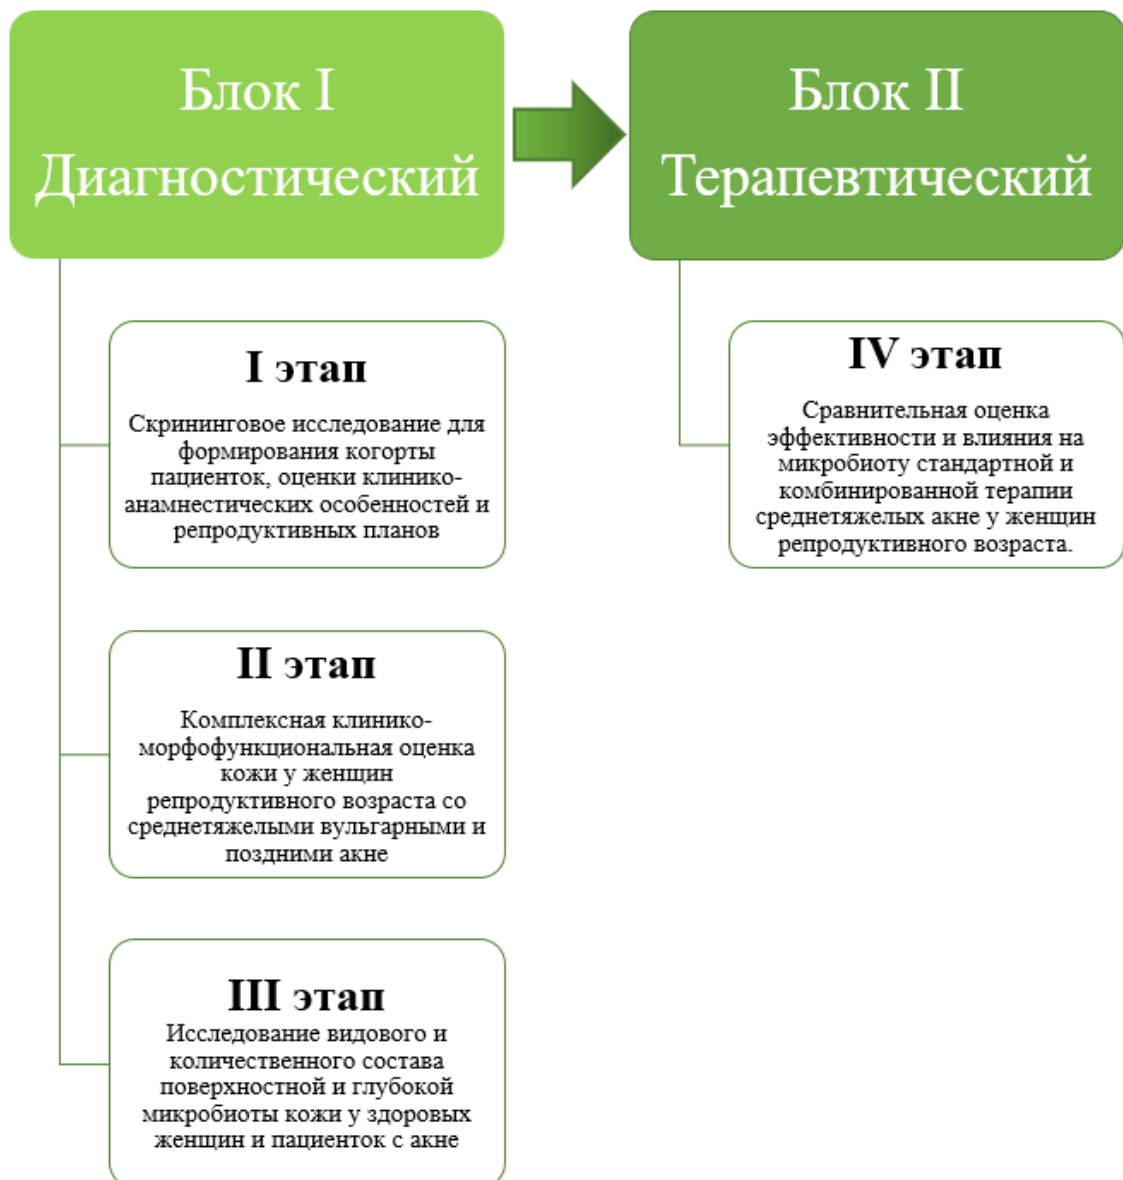 Блок I
Диагностический
Блок II
Терапевтический
I этап
Скрининговое исследование для
формирования когорты
пациенток, оценки клинико-
анамнестических особенностей и
репродуктивных планов
II этап
Комплексная клинико-
морфофункциональная оценка
кожи у женщин
репродуктивного возраста со
среднетяжелыми вульгарными и
поздними акне
III этап
Исследование видового и
количественного состава
поверхностной и глубокой
микробиоты кожи у здоровых
женщин и пациенток с акне
IV этап
Сравнительная оценка
эффективности и влияния на
микробиоту стандартной и
комбинированной терапии
среднетяжелых акне у женщин
репродуктивного возраста.